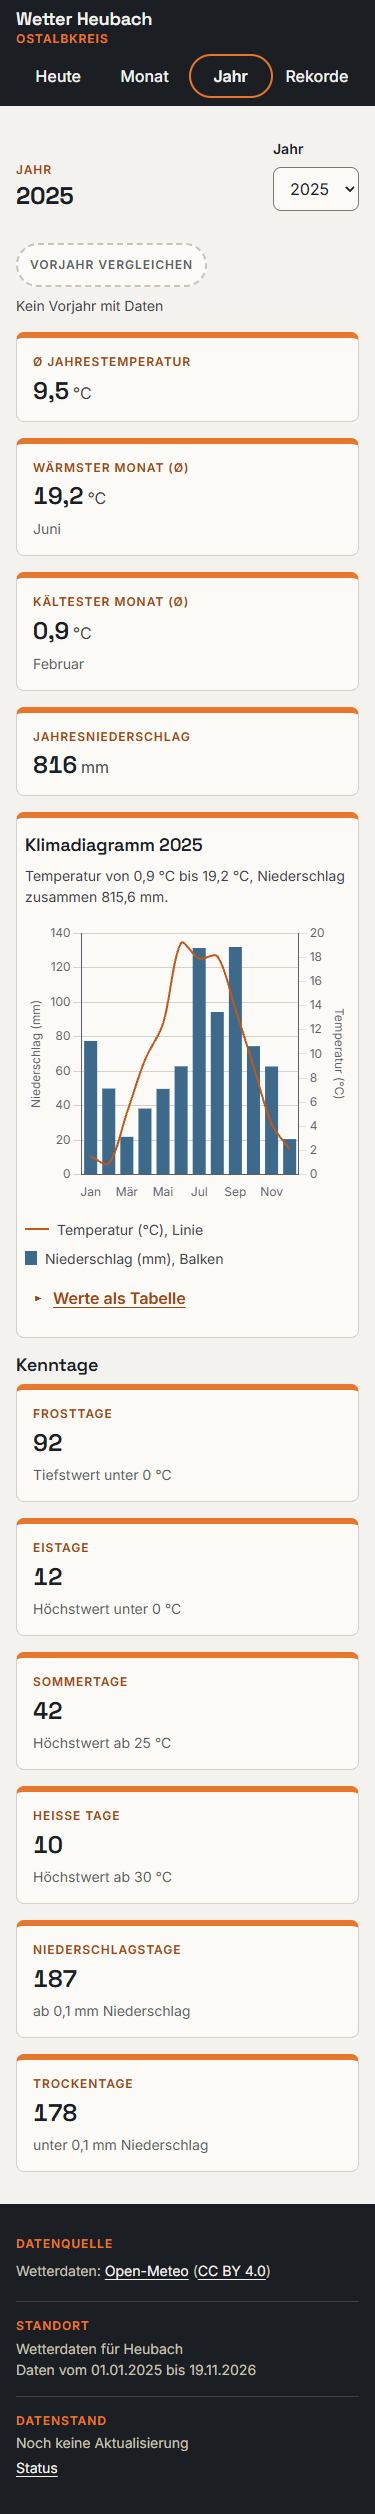 Wetter Heubach
OSTALBKREIS
Heute Monat Jahr Rekorde
Jahr
JAHR
2025
2025
VORJAHR VERGLEICHEN
Kein Vorjahr mit Daten
Ø JAHRESTEMPERATUR
9,5 °C
WÄRMSTER MONAT (Ø)
19,2 °C
Juni
KÄLTESTER MONAT (Ø)
0,9 °C
Februar
JAHRESNIEDERSCHLAG
816 mm
Klimadiagramm 2025
Temperatur von 0,9 °C bis 19,2 °C, Niederschlag
zusammen 815,6 mm.
Niederschlag (mm)
140
120
100
80
60
40
20
0
20
18
16
14
12
10
8
6
4
2
0
Temperatur (°C)
Jan Mär Mai Jul Sep Nov
Temperatur (°C), Linie
Niederschlag (mm), Balken
Werte als Tabelle
Kenntage
FROSTTAGE
92
Tiefstwert unter 0 °C
EISTAGE
12
Höchstwert unter 0 °C
SOMMERTAGE
42
Höchstwert ab 25 °C
HEISSE TAGE
10
Höchstwert ab 30 °C
NIEDERSCHLAGSTAGE
187
ab 0,1 mm Niederschlag
TROCKENTAGE
178
unter 0,1 mm Niederschlag
DATENQUELLE
Wetterdaten: Open-Meteo (CC BY 4.0)
STANDORT
Wetterdaten für Heubach
Daten vom 01.01.2025 bis 19.11.2026
DATENSTAND
Noch keine Aktualisierung
Status